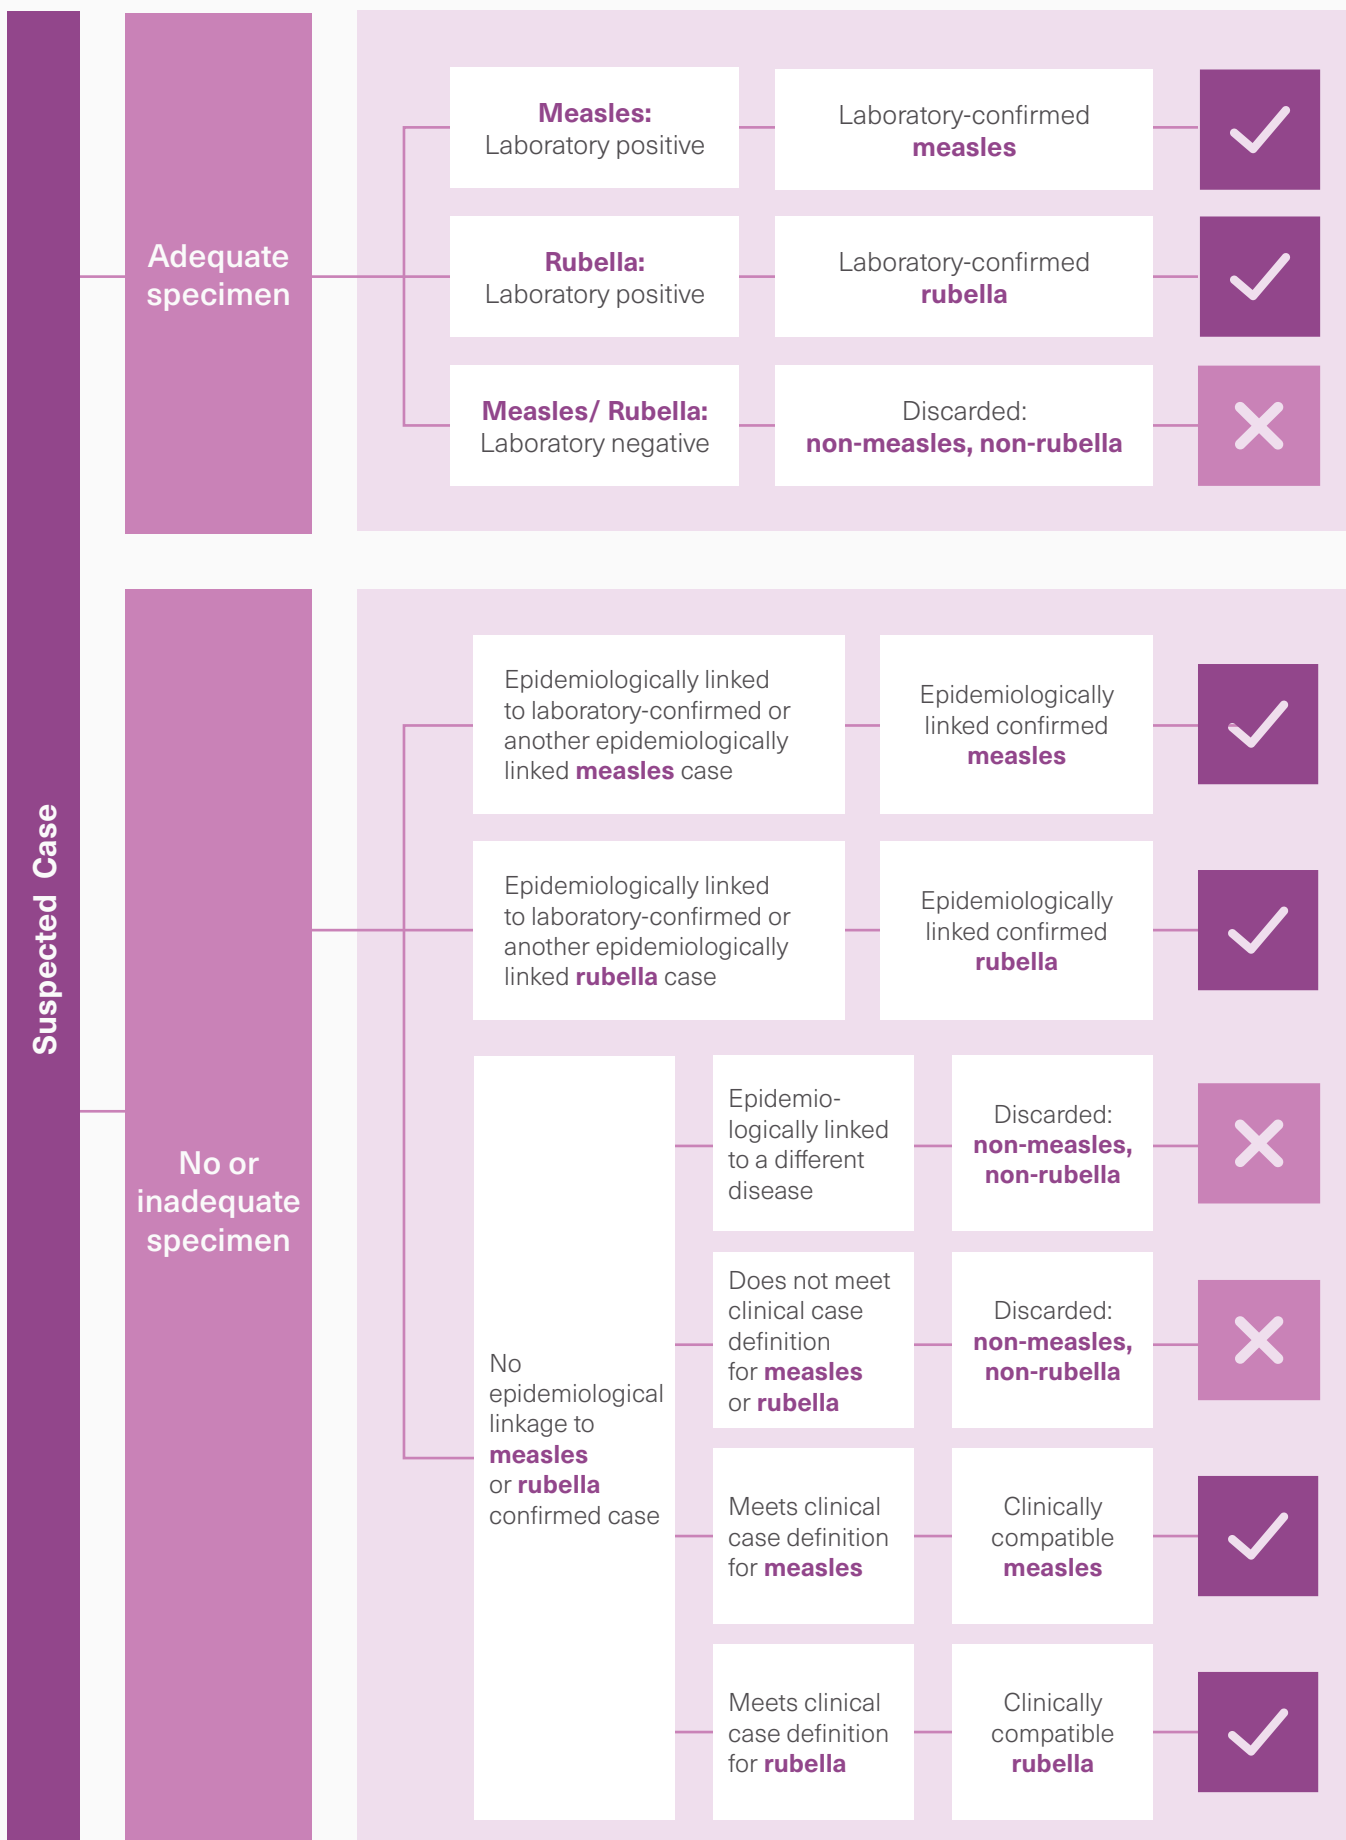 Suspected Case
Adequate
specimen
Measles:
Laboratory positive
Laboratory-confirmed
measles
Rubella:
Laboratory positive
Laboratory-confirmed
rubella
Measles/ Rubella:
Laboratory negative
Discarded:
non-measles, non-rubella
No or
inadequate
specimen
Epidemiologically linked
to laboratory-confirmed or
another epidemiologically
linked measles case
Epidemiologically
linked confirmed
measles
Epidemiologically linked
to laboratory-confirmed or
another epidemiologically
linked rubella case
Epidemiologically
linked confirmed
rubella
No
epidemiological
linkage to
measles
or rubella
confirmed case
Epidemio-
logically linked
to a different
disease
Discarded:
non-measles,
non-rubella
Does not meet
clinical case
definition
for measles
or rubella
Discarded:
non-measles,
non-rubella
Meets clinical
case definition
for measles
Clinically
compatible
measles
Meets clinical
case definition
for rubella
Clinically
compatible
rubella